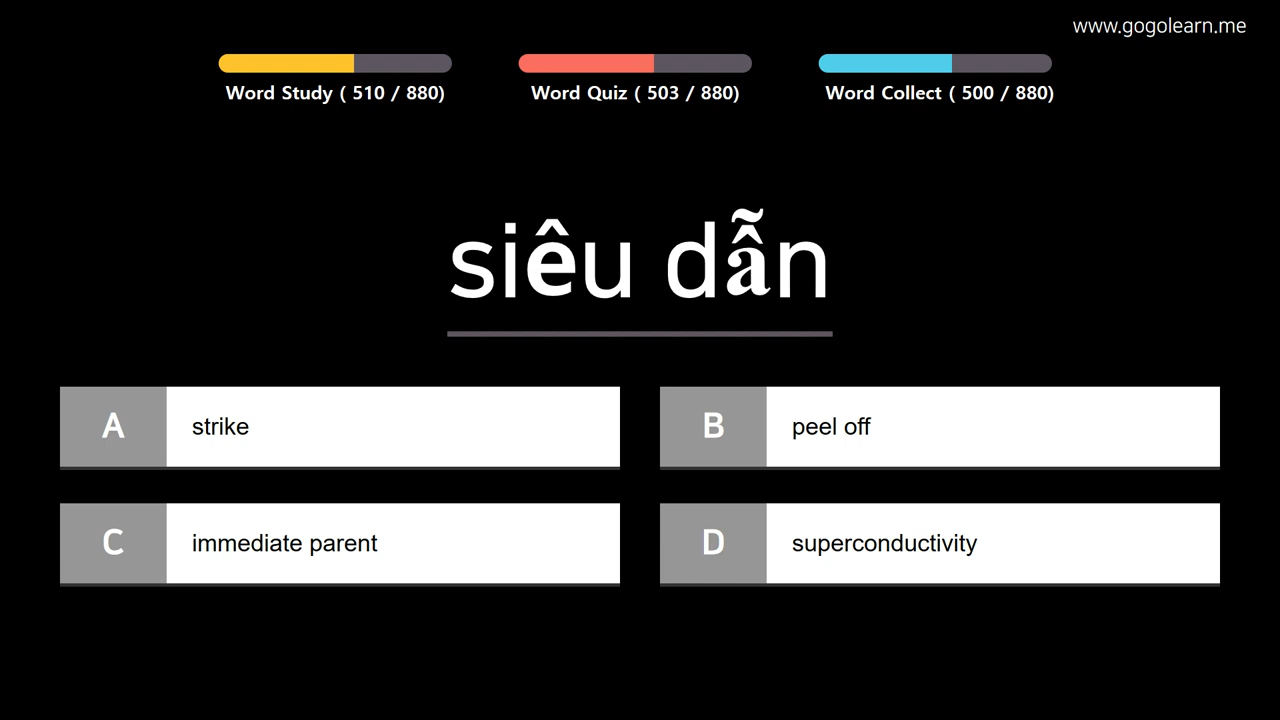 www.gogolearn.me
Word Study ( 510 / 880)
Word Quiz ( 503 / 880)
Word Collect ( 500 / 880)
siêu dẫn
A strike
B peel off
C immediate parent
D superconductivity